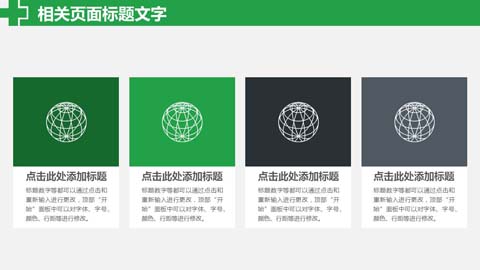 相关页面标题文字
点击此处添加标题
标题数字等都可以通过点击和
重新输入进行更改，顶部“开
始”面板中可以对字体、字号、
颜色、行距等进行修改。
点击此处添加标题
标题数字等都可以通过点击和
重新输入进行更改，顶部“开
始”面板中可以对字体、字号、
颜色、行距等进行修改。
点击此处添加标题
标题数字等都可以通过点击和
重新输入进行更改，顶部“开
始”面板中可以对字体、字号、
颜色、行距等进行修改。
点击此处添加标题
标题数字等都可以通过点击和
重新输入进行更改，顶部“开
始”面板中可以对字体、字号、
颜色、行距等进行修改。